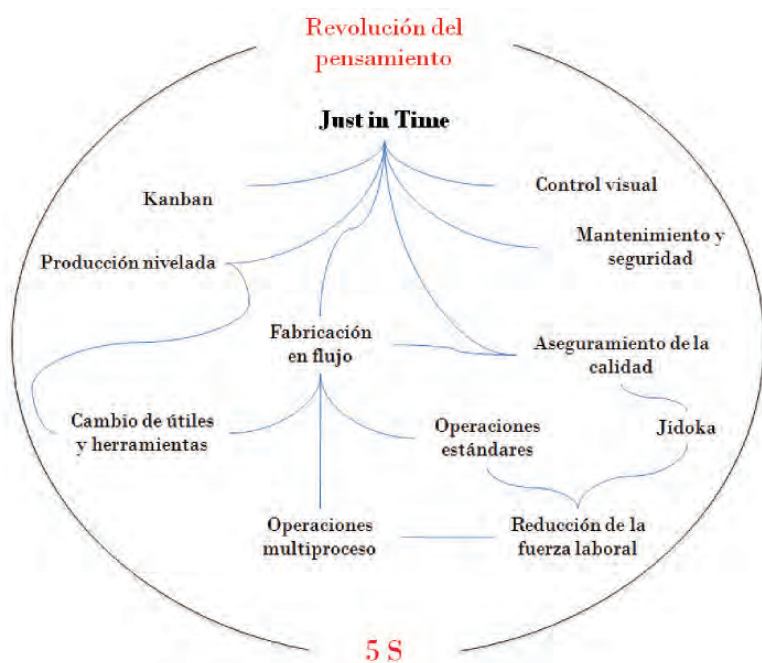 Revolución del
pensamiento
Just in Time
Kanban
Control visual
Producción nivelada
Mantenimiento y
seguridad
Fabricación
en flujo
Aseguramiento de la
calidad
Cambio de útiles
y herramientas
Operaciones
estándares
Jidoka
Operaciones
multiproceso
Reducción de la
fuerza laboral
5 S